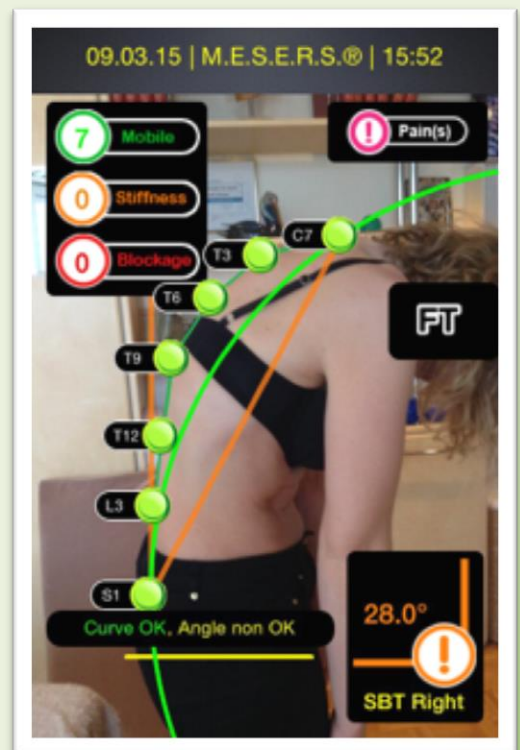 09.03.15 | M.E.S.E.R.S.® | 15:52
7 Mobile
! Pain(s)
0 Stiffness
0 Blockage
C7
T3
T6
FT
T9
T12
L3
S1
Curve OK, Angle non OK
28.0°
!
SBT Right